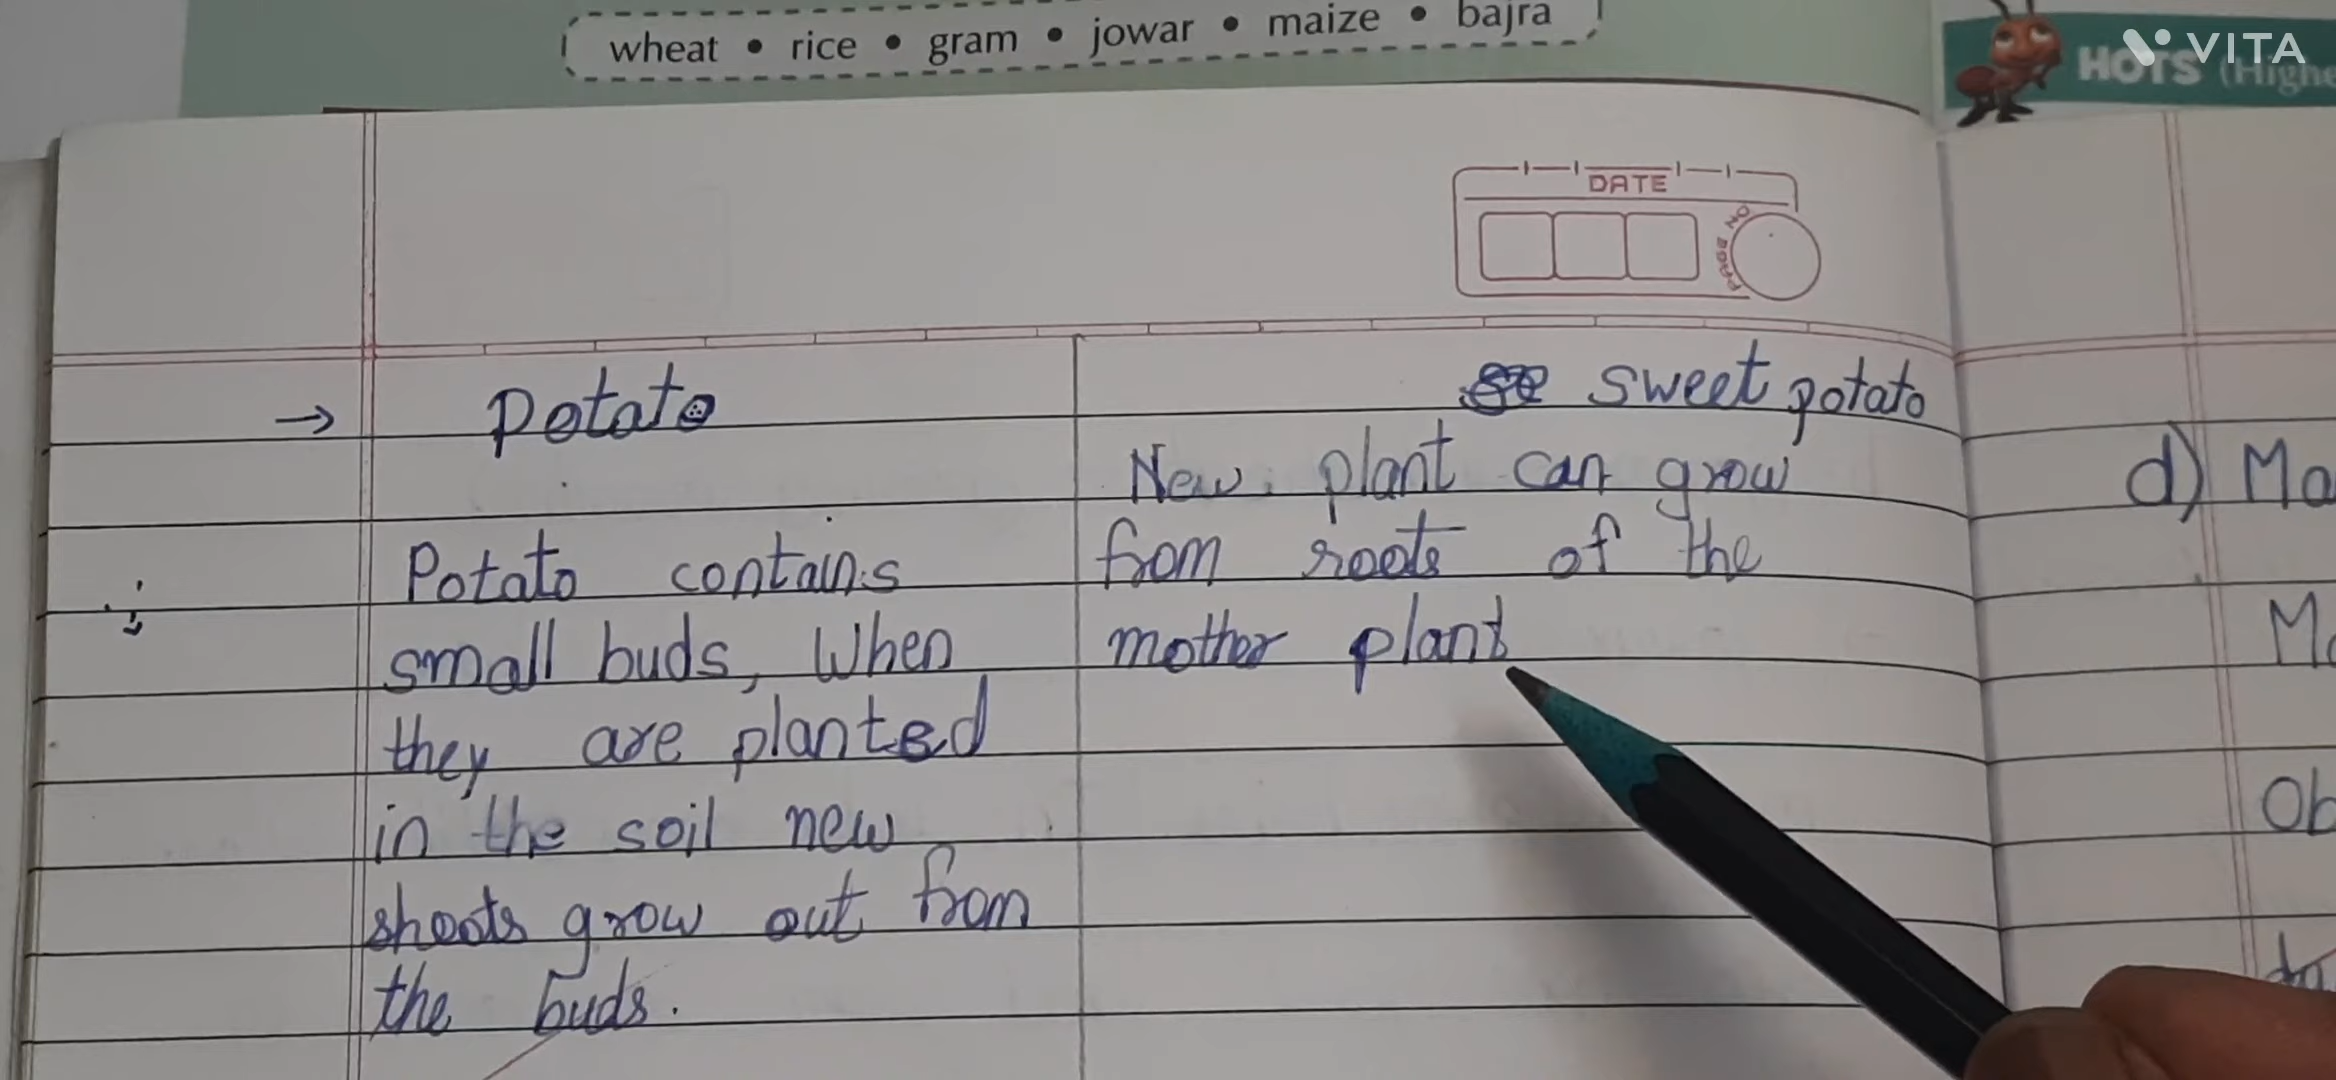 wheat • rice • gram • jowar • maize • bajra
HOTS (Highe
VITA
DATE
PAGE NO
→ Potato
sweet potato
Potato contains
small buds, When
they are planted
in the soil new
shoots grow out from
the buds.
New plant can grow
from roots of the
mother plant
d) Ma
Ma
Ob